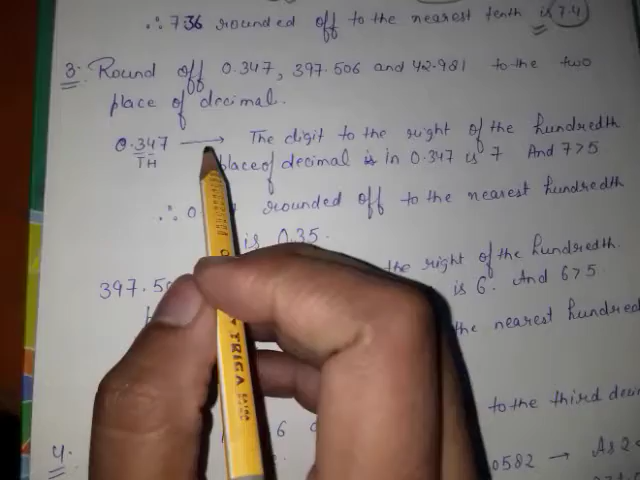 ∴ 7.36 rounded off to the nearest tenth is 7.4
3. Round off 0.347, 397.506 and 42.981 to the two
place of decimal.
0.347 → The digit to the right of the hundredth
T H place of decimal is in 0.347 is 7 And 7>5
∴ 0 rounded off to the nearest hundredth
is 0.35.
397.50 the right of the hundredth
is 6. And 6>5.
the nearest hundred
to the third deci
6
4. 0582 → As 2
TRIGA